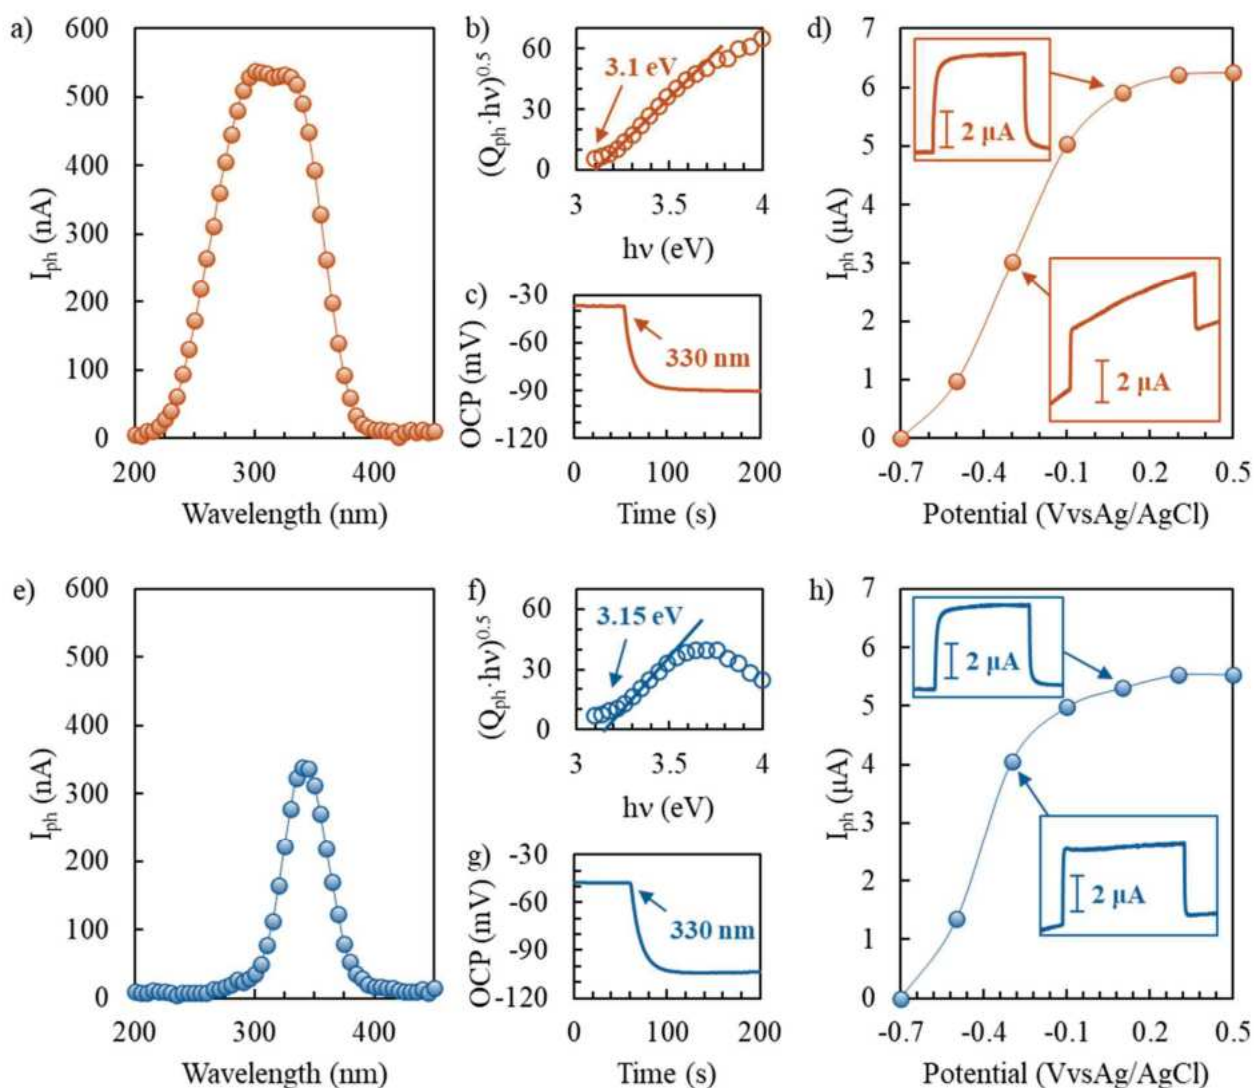 a)
600
500
400
300
200
100
0
I_ph (nA)
200 300 400
Wavelength (nm)
b)
60
30
0
(Q_ph·hν)^0.5
3.1 eV
3 3.5 4
hν (eV)
c)
-30
-60
-90
-120
OCP (mV)
330 nm
0 100 200
Time (s)
d)
7
6
5
4
3
2
1
0
I_ph (μA)
2 μA
2 μA
-0.7 -0.4 -0.1 0.2 0.5
Potential (VvsAg/AgCl)
e)
600
500
400
300
200
100
0
I_ph (nA)
200 300 400
Wavelength (nm)
f)
60
30
0
(Q_ph·hν)^0.5
3.15 eV
3 3.5 4
hν (eV)
g)
-30
-60
-90
-120
OCP (mV)
330 nm
0 100 200
Time (s)
h)
7
6
5
4
3
2
1
0
I_ph (μA)
2 μA
2 μA
-0.7 -0.4 -0.1 0.2 0.5
Potential (VvsAg/AgCl)